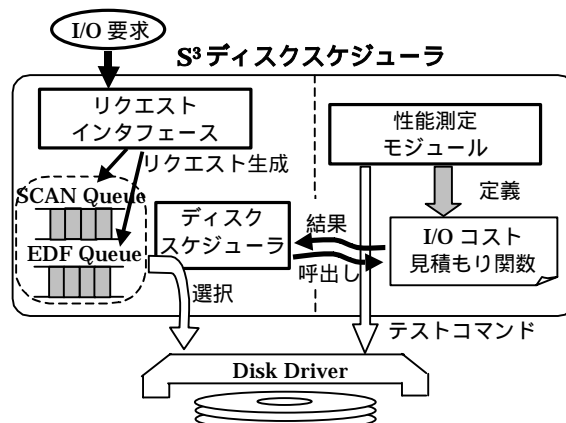 I/O 要求
S³ディスクスケジューラ
リクエスト
インタフェース
性能測定
モジュール
リクエスト生成
定義
SCAN Queue
EDF Queue
ディスク
スケジューラ
結果
呼出し
I/O コスト
見積もり関数
選択
テストコマンド
Disk Driver